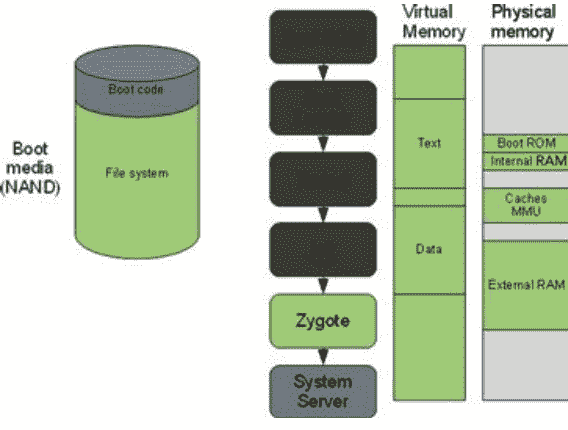 Boot code
File system
Boot
media
(NAND)
Zygote
System
Server
Virtual
Memory
Text
Data
Physical
memory
Boot ROM
Internal RAM
Caches
MMU
External RAM